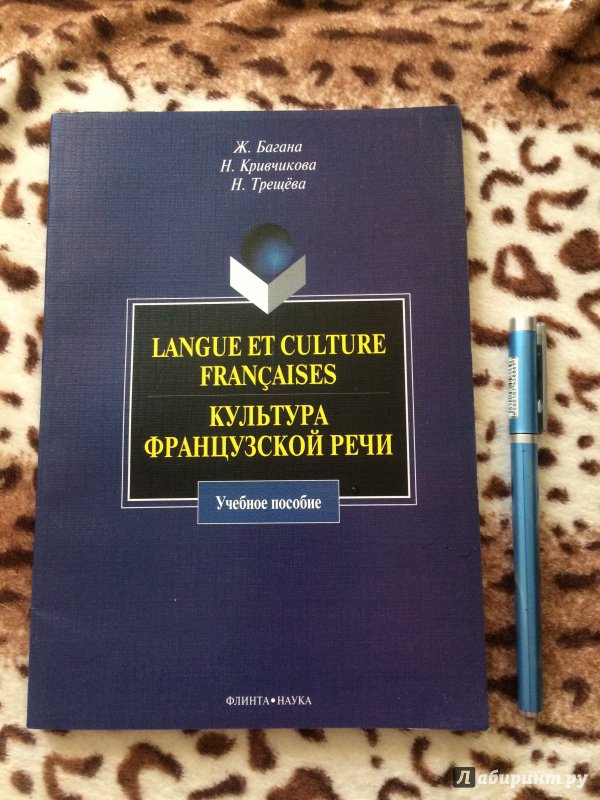 Ж. Багана
Н. Кривчикова
Н. Трещёва
LANGUE ET CULTURE
FRANÇAISES
КУЛЬТУРА
ФРАНЦУЗСКОЙ РЕЧИ
Учебное пособие
ФЛИНТА • НАУКА
Лабиринт.ру